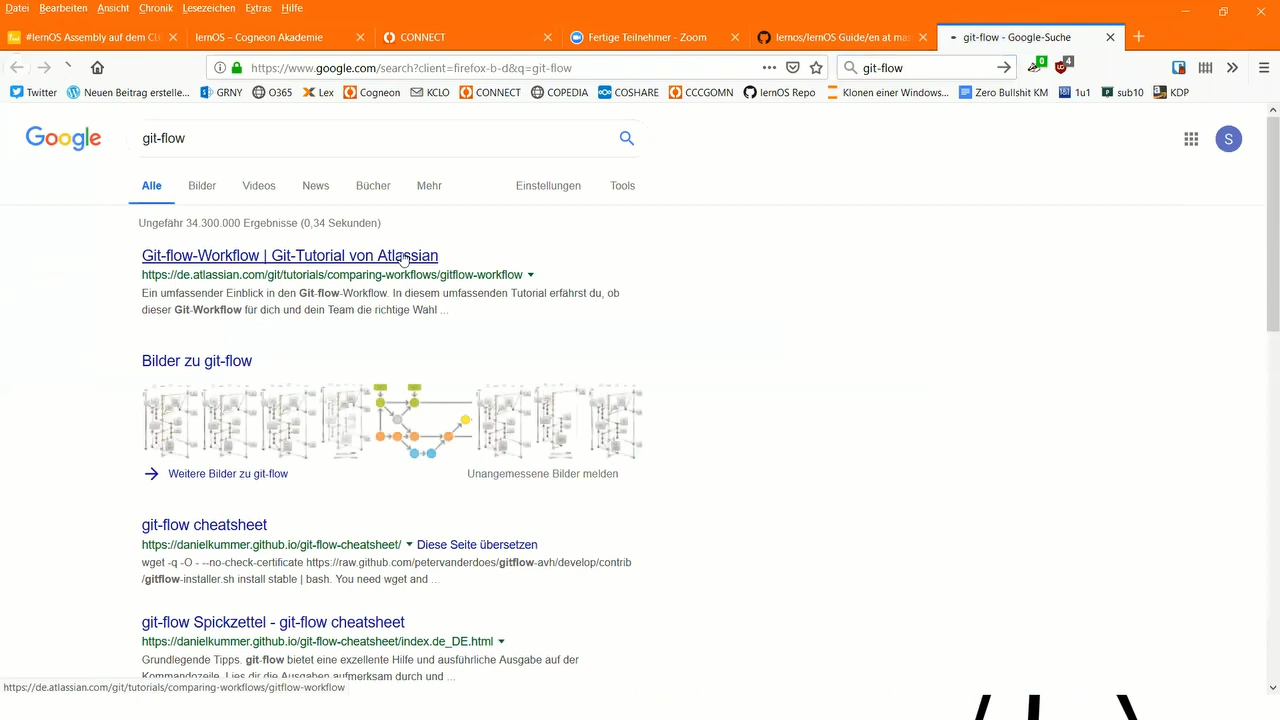 Datei Bearbeiten Ansicht Chronik Lesezeichen Extras Hilfe
#lernOS Assembly auf dem CL lernOS – Cogneon Akademie CONNECT Fertige Teilnehmer - Zoom lernos/lernOS Guide/en at mas git-flow - Google-Suche
https://www.google.com/search?client=firefox-b-d&q=git-flow git-flow 0 4
Twitter Neuen Beitrag erstelle... GRNY O365 Lex Cogneon KCLO CONNECT COPEDIA COSHARE CCCGOMN lernOS Repo Klonen einer Windows... Zero Bullshit KM 1u1 sub10 KDP
Google git-flow S
Alle Bilder Videos News Bücher Mehr Einstellungen Tools
Ungefähr 34.300.000 Ergebnisse (0,34 Sekunden)
Git-flow-Workflow | Git-Tutorial von Atlassian
https://de.atlassian.com/git/tutorials/comparing-workflows/gitflow-workflow
Ein umfassender Einblick in den Git-flow-Workflow. In diesem umfassenden Tutorial erfährst du, ob
dieser Git-Workflow für dich und dein Team die richtige Wahl ...
Bilder zu git-flow
Weitere Bilder zu git-flow Unangemessene Bilder melden
git-flow cheatsheet
https://danielkummer.github.io/git-flow-cheatsheet/ Diese Seite übersetzen
wget -q -O - --no-check-certificate https://raw.github.com/petervanderdoes/gitflow-avh/develop/contrib
/gitflow-installer.sh install stable | bash. You need wget and ...
git-flow Spickzettel - git-flow cheatsheet
https://danielkummer.github.io/git-flow-cheatsheet/index.de_DE.html
Grundlegende Tipps. git-flow bietet eine exzellente Hilfe und ausführliche Ausgabe auf der
Kommandozeile. Lies dir die Ausgaben aufmerksam durch und ...
https://de.atlassian.com/git/tutorials/comparing-workflows/gitflow-workflow